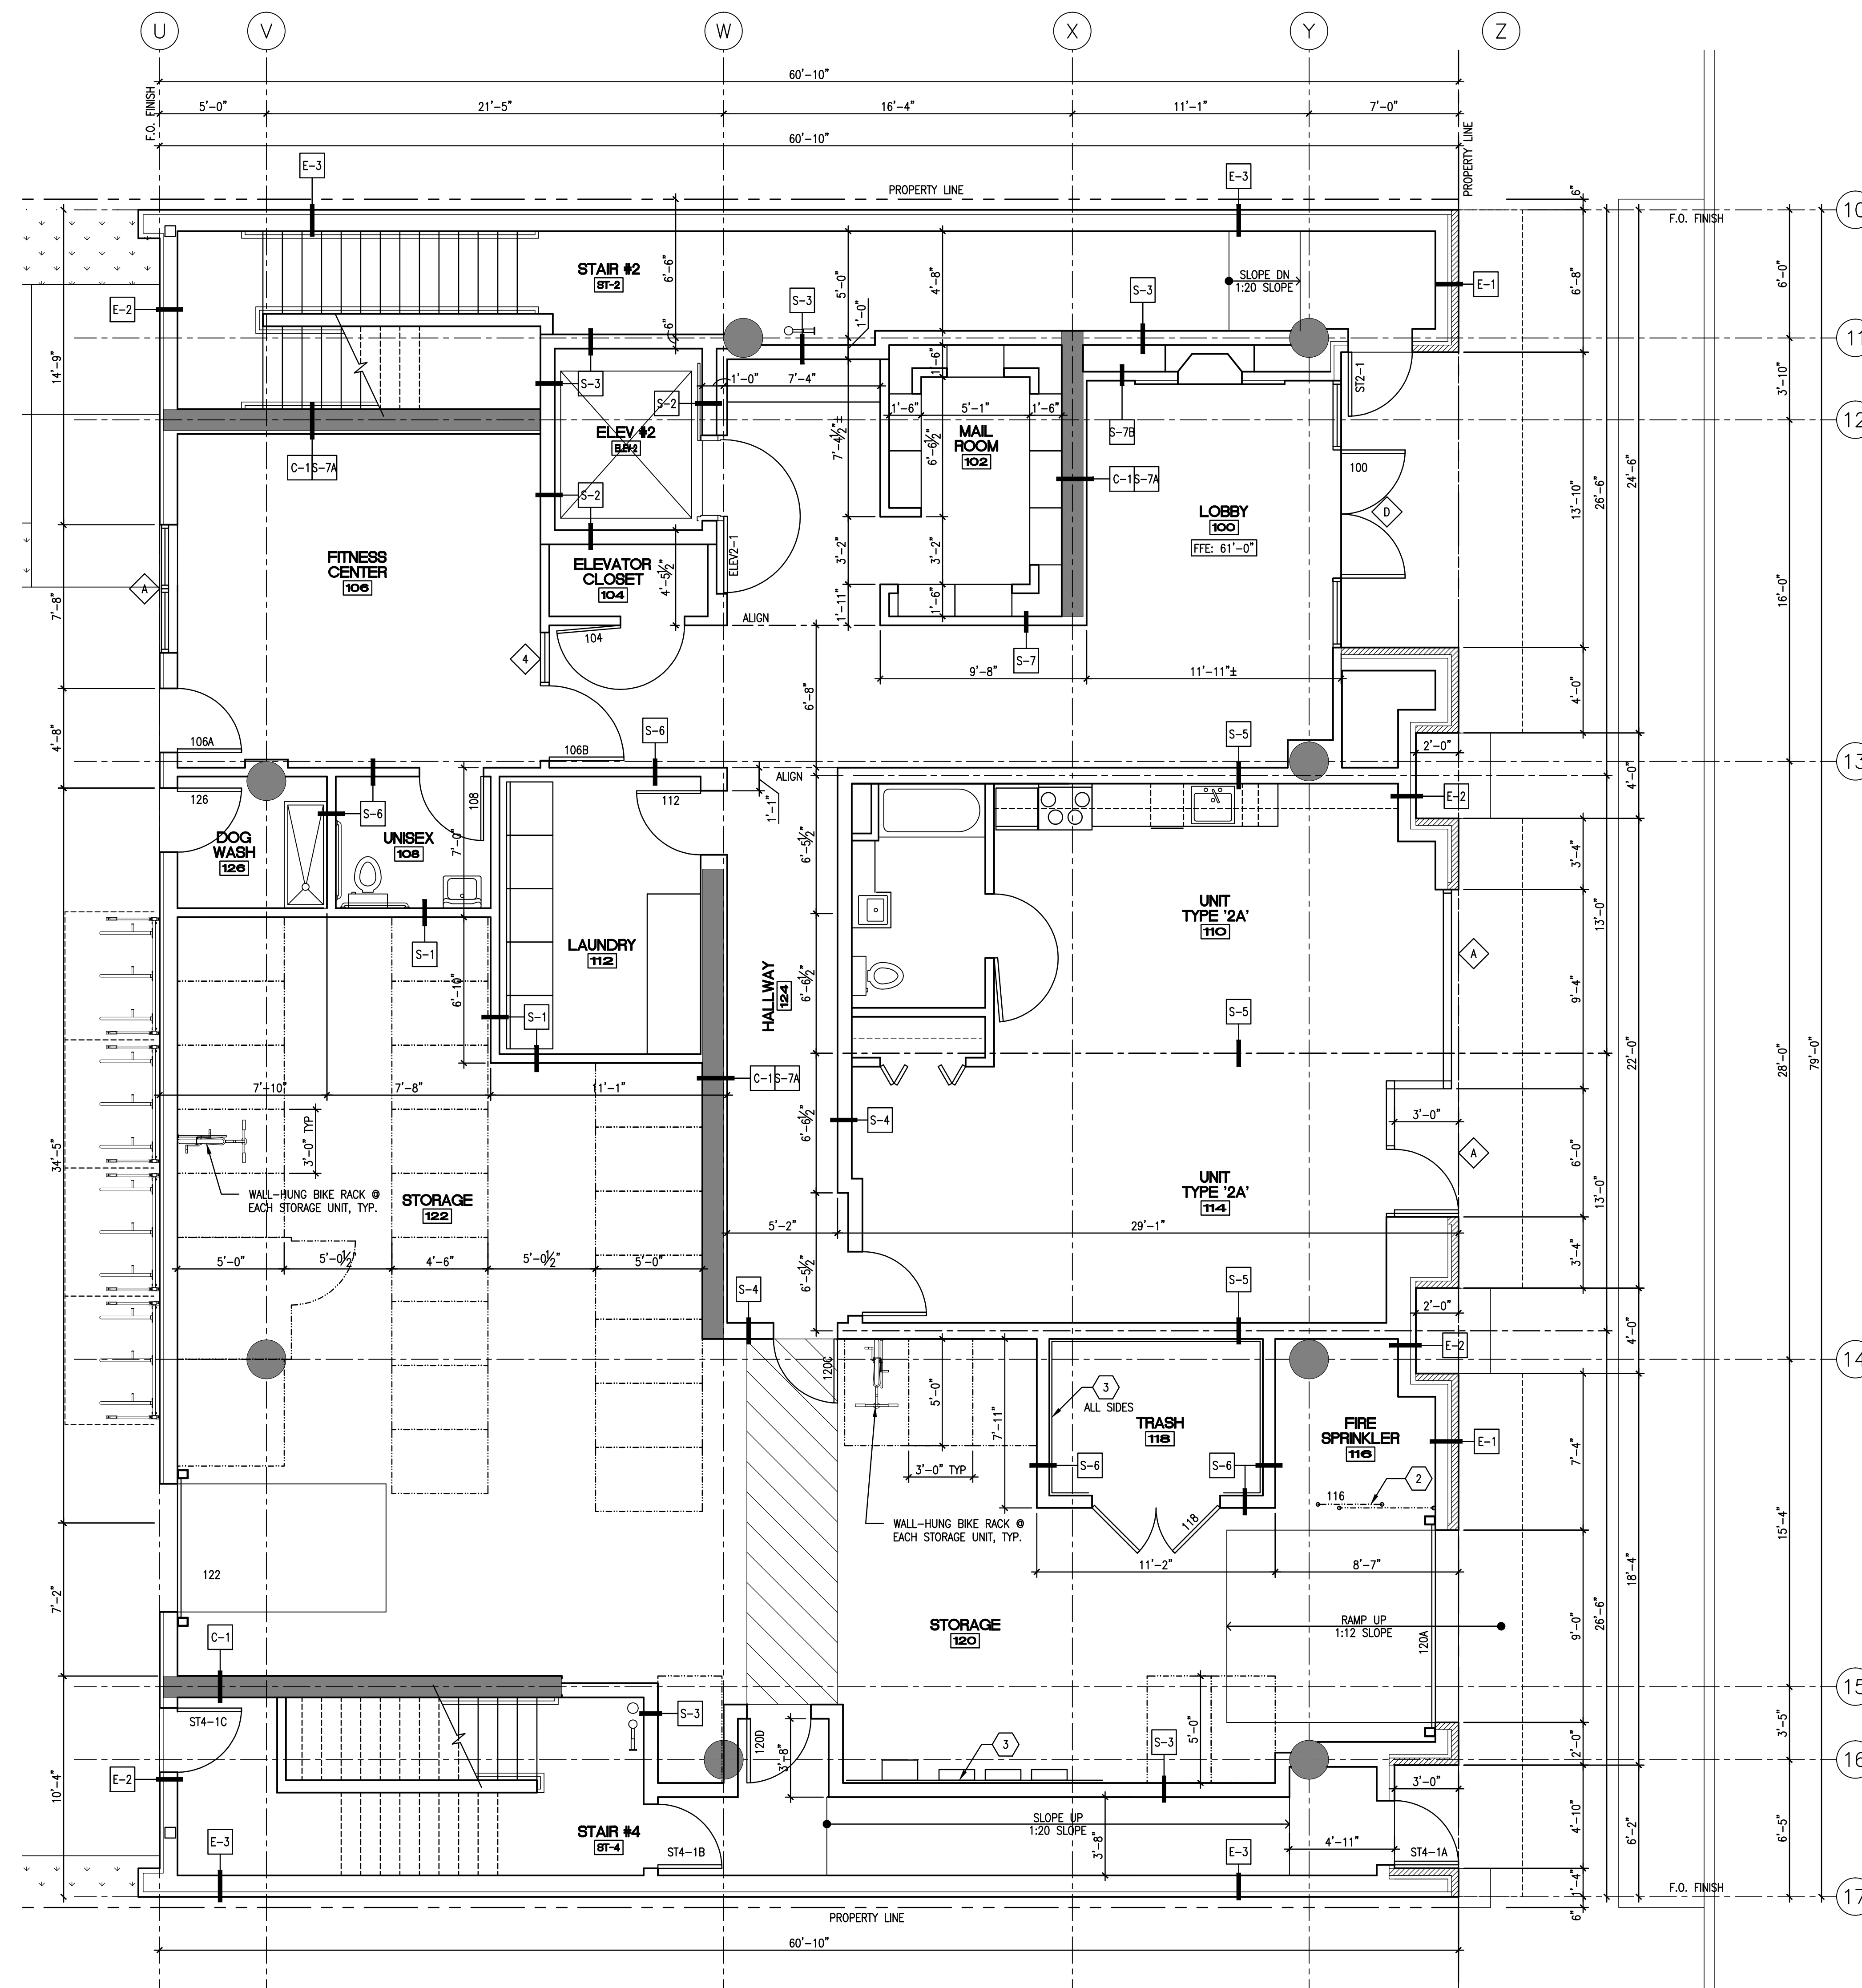 U
V
W
X
Y
Z
60'-10"
F.O. FINISH
5'-0"
21'-5"
16'-4"
11'-1"
7'-0"
60'-10"
PROPERTY LINE
E-3
E-3
PROPERTY LINE
6"
10
F.O. FINISH
STAIR #2
ST-2
6'-6"
5'-0"
4'-8"
SLOPE DN
1:20 SLOPE
6'-8"
6'-0"
E-2
S-3
S-3
E-1
1'-0"
6"
11
14'-9"
S-3
1'-6"
ST2-1
3'-10"
1'-0"
7'-4"
S-2
1'-6"
5'-1"
1'-6"
12
ELEV #2
ELEV-2
7'-4½"±
6'-6½"
MAIL
ROOM
102
S-7B
C-1
S-7A
C-1
S-7A
100
24'-6"
26'-6"
13'-10"
S-2
LOBBY
100
FFE: 61'-0"
D
FITNESS
CENTER
106
ELEVATOR
CLOSET
104
4'-5½"
ELEV2-1
3'-2"
3'-2"
A
7'-8"
1'-11"
1'-6"
16'-0"
ALIGN
104
4
S-7
9'-8"
11'-11"±
6'-8"
4'-0"
4'-8"
106A
106B
S-6
S-5
2'-0"
13
ALIGN
4'-0"
126
108
112
1'-1"
E-2
S-6
DOG
WASH
126
UNISEX
108
7'-0"
6'-5½"
3'-4"
UNIT
TYPE '2A'
110
13'-0"
S-1
LAUNDRY
112
A
6'-10"
HALLWAY
124
6'-6½"
9'-4"
S-1
S-5
22'-0"
28'-0"
79'-0"
C-1
S-7A
7'-10"
7'-8"
11'-1"
3'-0" TYP
S-4
3'-0"
34'-5"
6'-6½"
6'-0"
A
WALL-HUNG BIKE RACK @
EACH STORAGE UNIT, TYP.
STORAGE
122
UNIT
TYPE '2A'
114
13'-0"
5'-2"
29'-1"
5'-0"
5'-0½"
4'-6"
5'-0½"
5'-0"
6'-5½"
3'-4"
S-4
S-5
2'-0"
E-2
4'-0"
14
120C
5'-0"
7'-11"
3
ALL SIDES
TRASH
118
FIRE
SPRINKLER
116
E-1
7'-4"
3'-0" TYP
S-6
S-6
116
2
WALL-HUNG BIKE RACK @
EACH STORAGE UNIT, TYP.
118
15'-4"
122
11'-2"
8'-7"
18'-4"
7'-2"
STORAGE
120
RAMP UP
1:12 SLOPE
120A
9'-0"
26'-6"
C-1
15
ST4-1C
S-3
120D
3'-8"
3
5'-0"
S-3
2'-0"
3'-5"
16
E-2
10'-4"
3'-0"
STAIR #4
ST-4
SLOPE UP
1:20 SLOPE
3'-8"
4'-11"
4'-10"
6'-2"
6'-5"
ST4-1B
ST4-1A
E-3
E-3
1'-4"
F.O. FINISH
17
6"
PROPERTY LINE
60'-10"